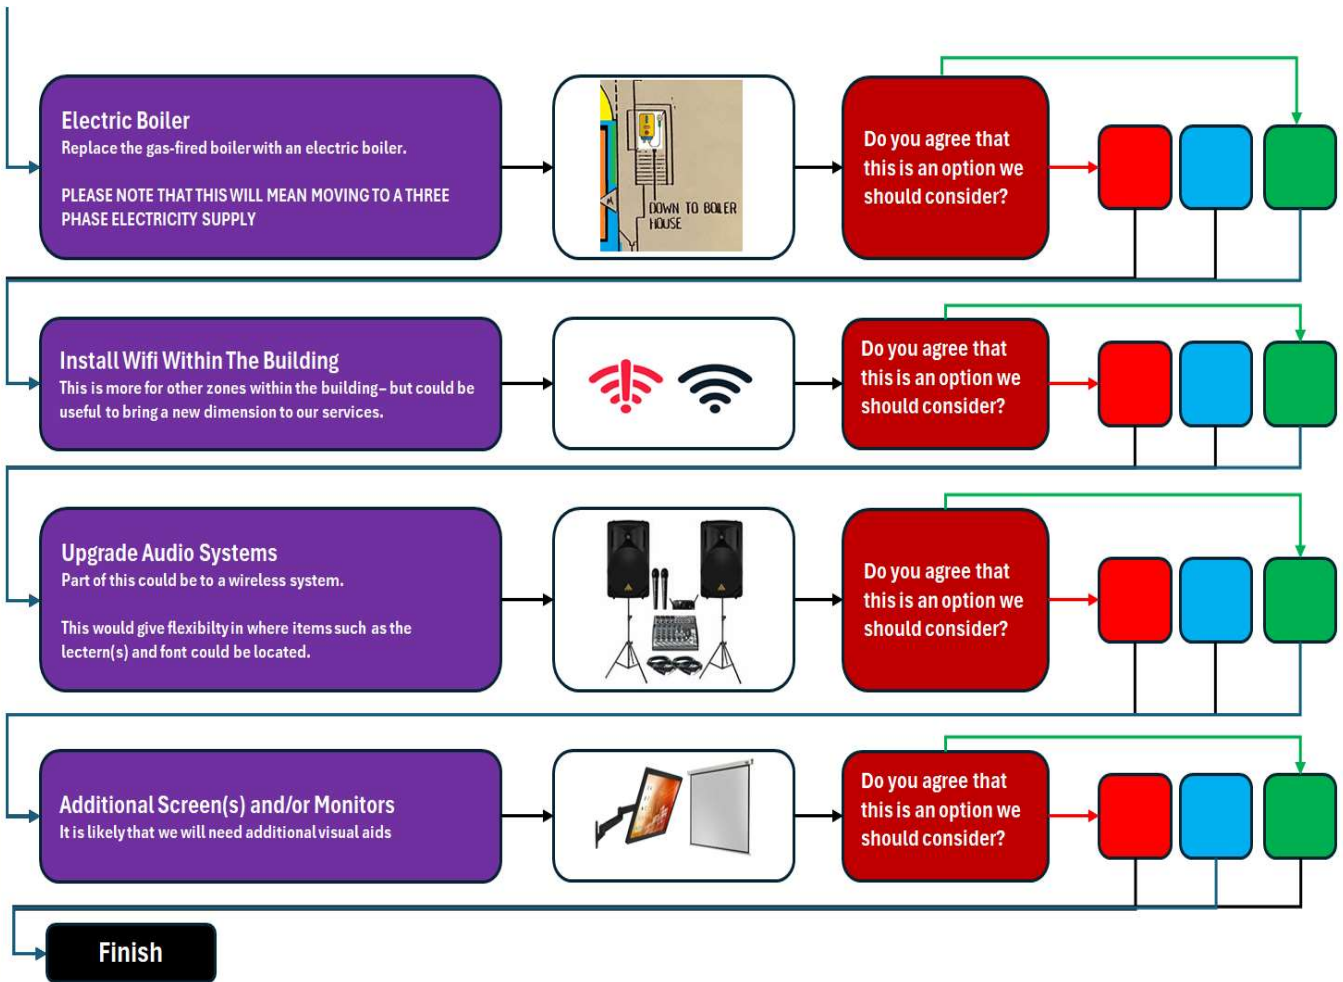 Electric Boiler
Replace the gas-fired boiler with an electric boiler.
PLEASE NOTE THAT THIS WILL MEAN MOVING TO A THREE
PHASE ELECTRICITY SUPPLY
DOWN TO BOILER
HOUSE
Do you agree that
this is an option we
should consider?
Install Wifi Within The Building
This is more for other zones within the building – but could be
useful to bring a new dimension to our services.
Do you agree that
this is an option we
should consider?
Upgrade Audio Systems
Part of this could be to a wireless system.
This would give flexibilty in where items such as the
lectern(s) and font could be located.
Do you agree that
this is an option we
should consider?
Additional Screen(s) and/or Monitors
It is likely that we will need additional visual aids
Do you agree that
this is an option we
should consider?
Finish